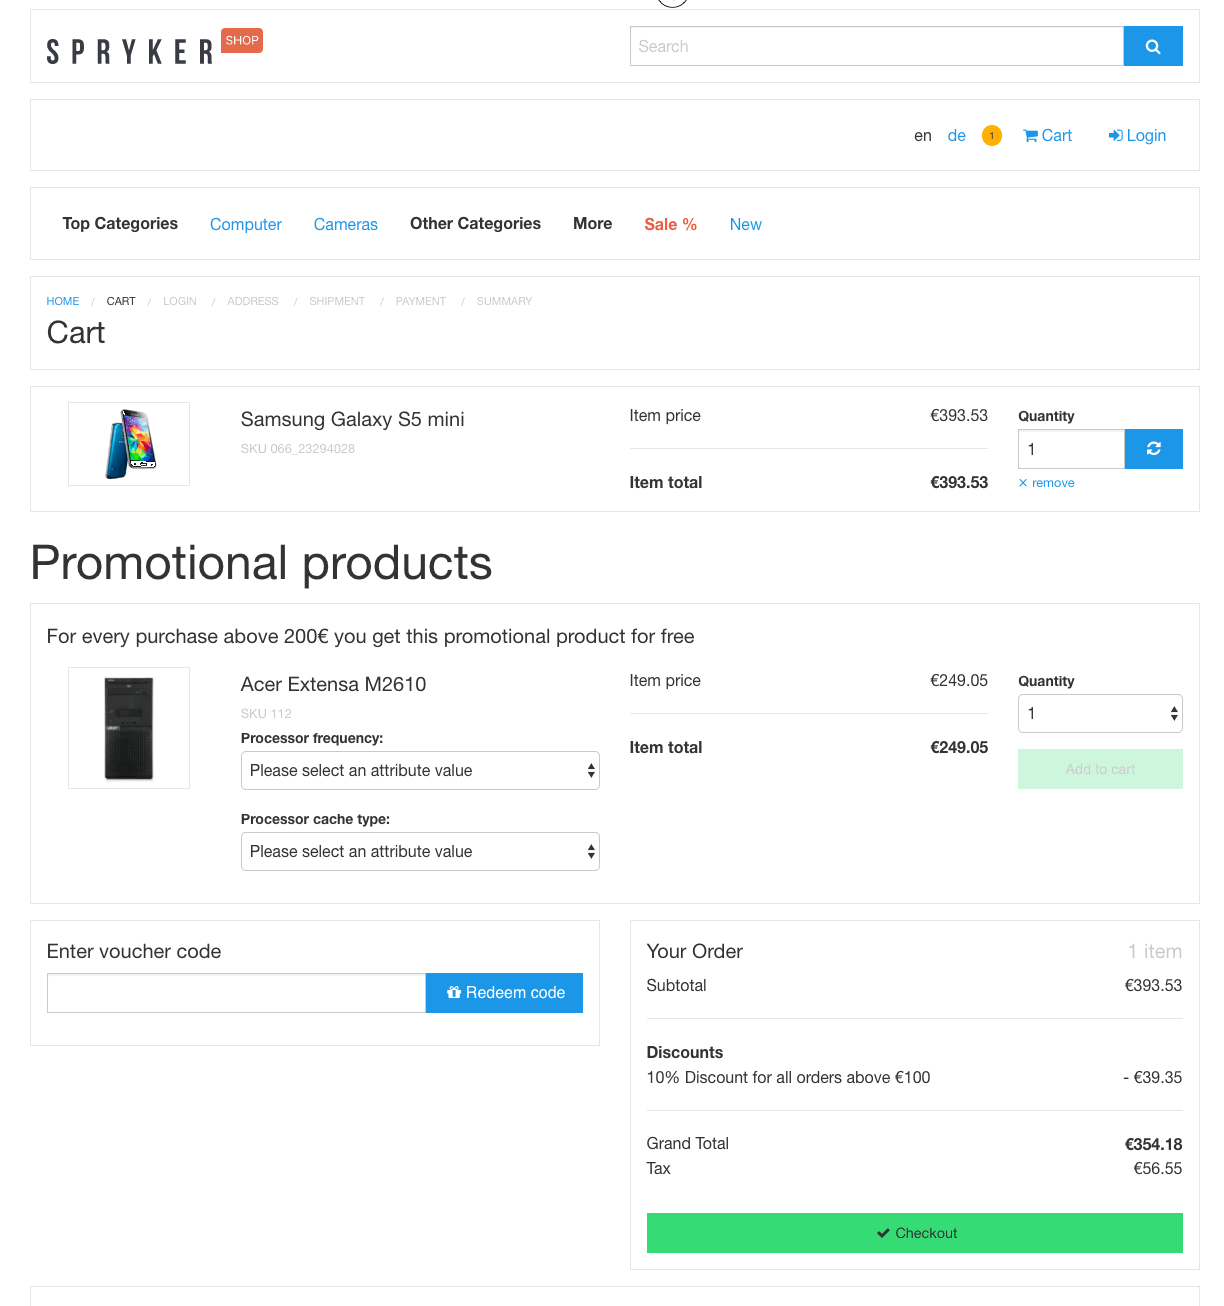 SPRYKER SHOP
Search
en de 1 Cart Login
Top Categories Computer Cameras Other Categories More Sale % New
HOME / CART / LOGIN / ADDRESS / SHIPMENT / PAYMENT / SUMMARY
Cart
Samsung Galaxy S5 mini
SKU 066_23294028
Item price €393.53
Item total €393.53
Quantity
1
× remove
Promotional products
For every purchase above 200€ you get this promotional product for free
Acer Extensa M2610
SKU 112
Processor frequency:
Please select an attribute value
Processor cache type:
Please select an attribute value
Item price €249.05
Item total €249.05
Quantity
1
Add to cart
Enter voucher code
Redeem code
Your Order 1 item
Subtotal €393.53
Discounts
10% Discount for all orders above €100 - €39.35
Grand Total €354.18
Tax €56.55
Checkout